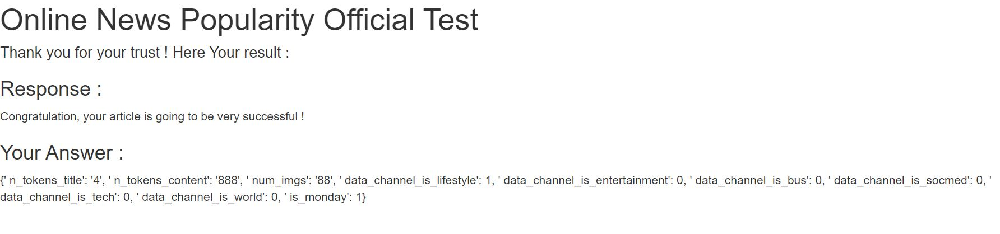 Online News Popularity Official Test
Thank you for your trust ! Here Your result :
Response :
Congratulation, your article is going to be very successful !
Your Answer :
{' n_tokens_title': '4', ' n_tokens_content': '888', ' num_imgs': '88', ' data_channel_is_lifestyle': 1, ' data_channel_is_entertainment': 0, ' data_channel_is_bus': 0, ' data_channel_is_socmed': 0, '
data_channel_is_tech': 0, ' data_channel_is_world': 0, ' is_monday': 1}